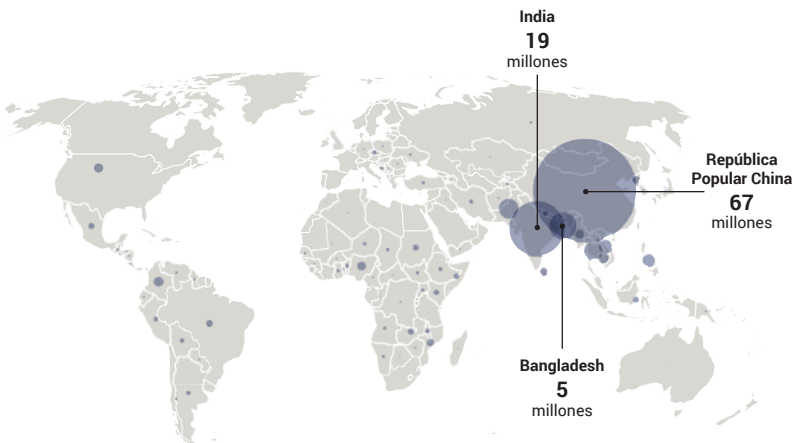 India
19
millones
República
Popular China
67
millones
Bangladesh
5
millones